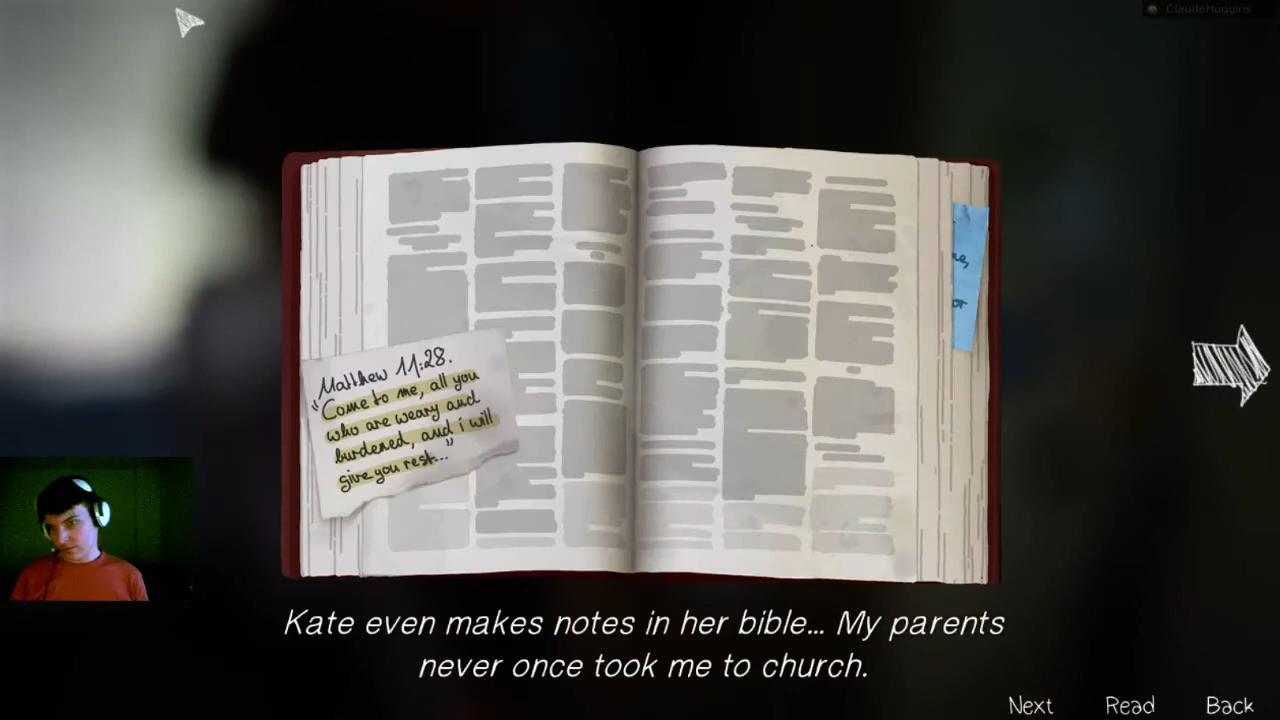 ClaudeHuggins
Matthew 11:28.
"Come to me, all you
who are weary and
burdened, and i will
give you rest..."
Kate even makes notes in her bible... My parents
never once took me to church.
Next Read Back